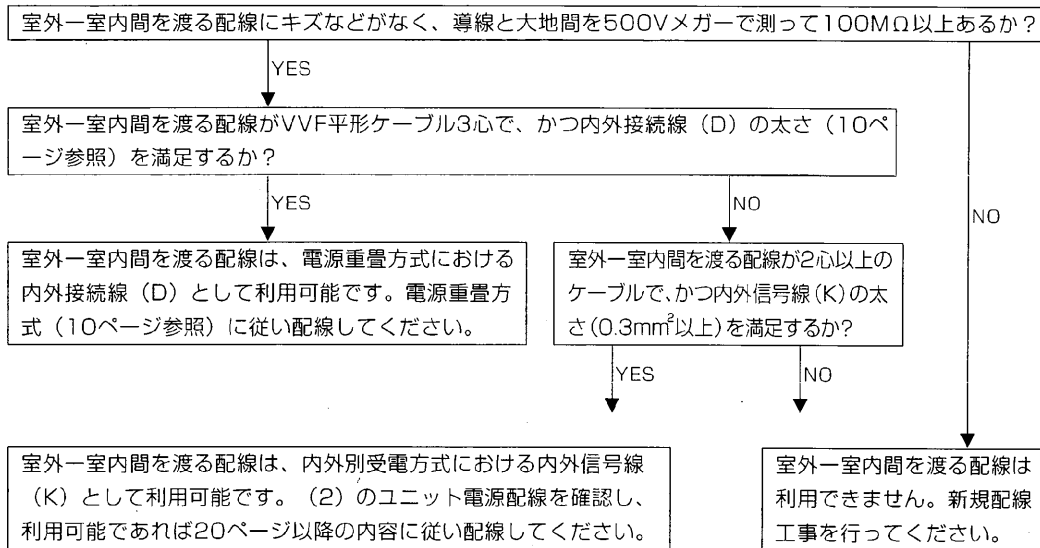 室外ー室内間を渡る配線にキズなどがなく、導線と大地間を500Vメガーで測って100MΩ以上あるか？
YES
NO
室外ー室内間を渡る配線がVVF平形ケーブル3心で、かつ内外接続線（D）の太さ（10ペ
ージ参照）を満足するか？
YES
NO
室外ー室内間を渡る配線は、電源重畳方式における
内外接続線（D）として利用可能です。電源重畳方
式（10ページ参照）に従い配線してください。
室外ー室内間を渡る配線が2心以上の
ケーブルで、かつ内外信号線（K）の太
さ（0.3mm²以上）を満足するか？
YES
NO
室外ー室内間を渡る配線は、内外別受電方式における内外信号線
（K）として利用可能です。（2）のユニット電源配線を確認し、
利用可能であれば20ページ以降の内容に従い配線してください。
室外ー室内間を渡る配線は
利用できません。新規配線
工事を行ってください。